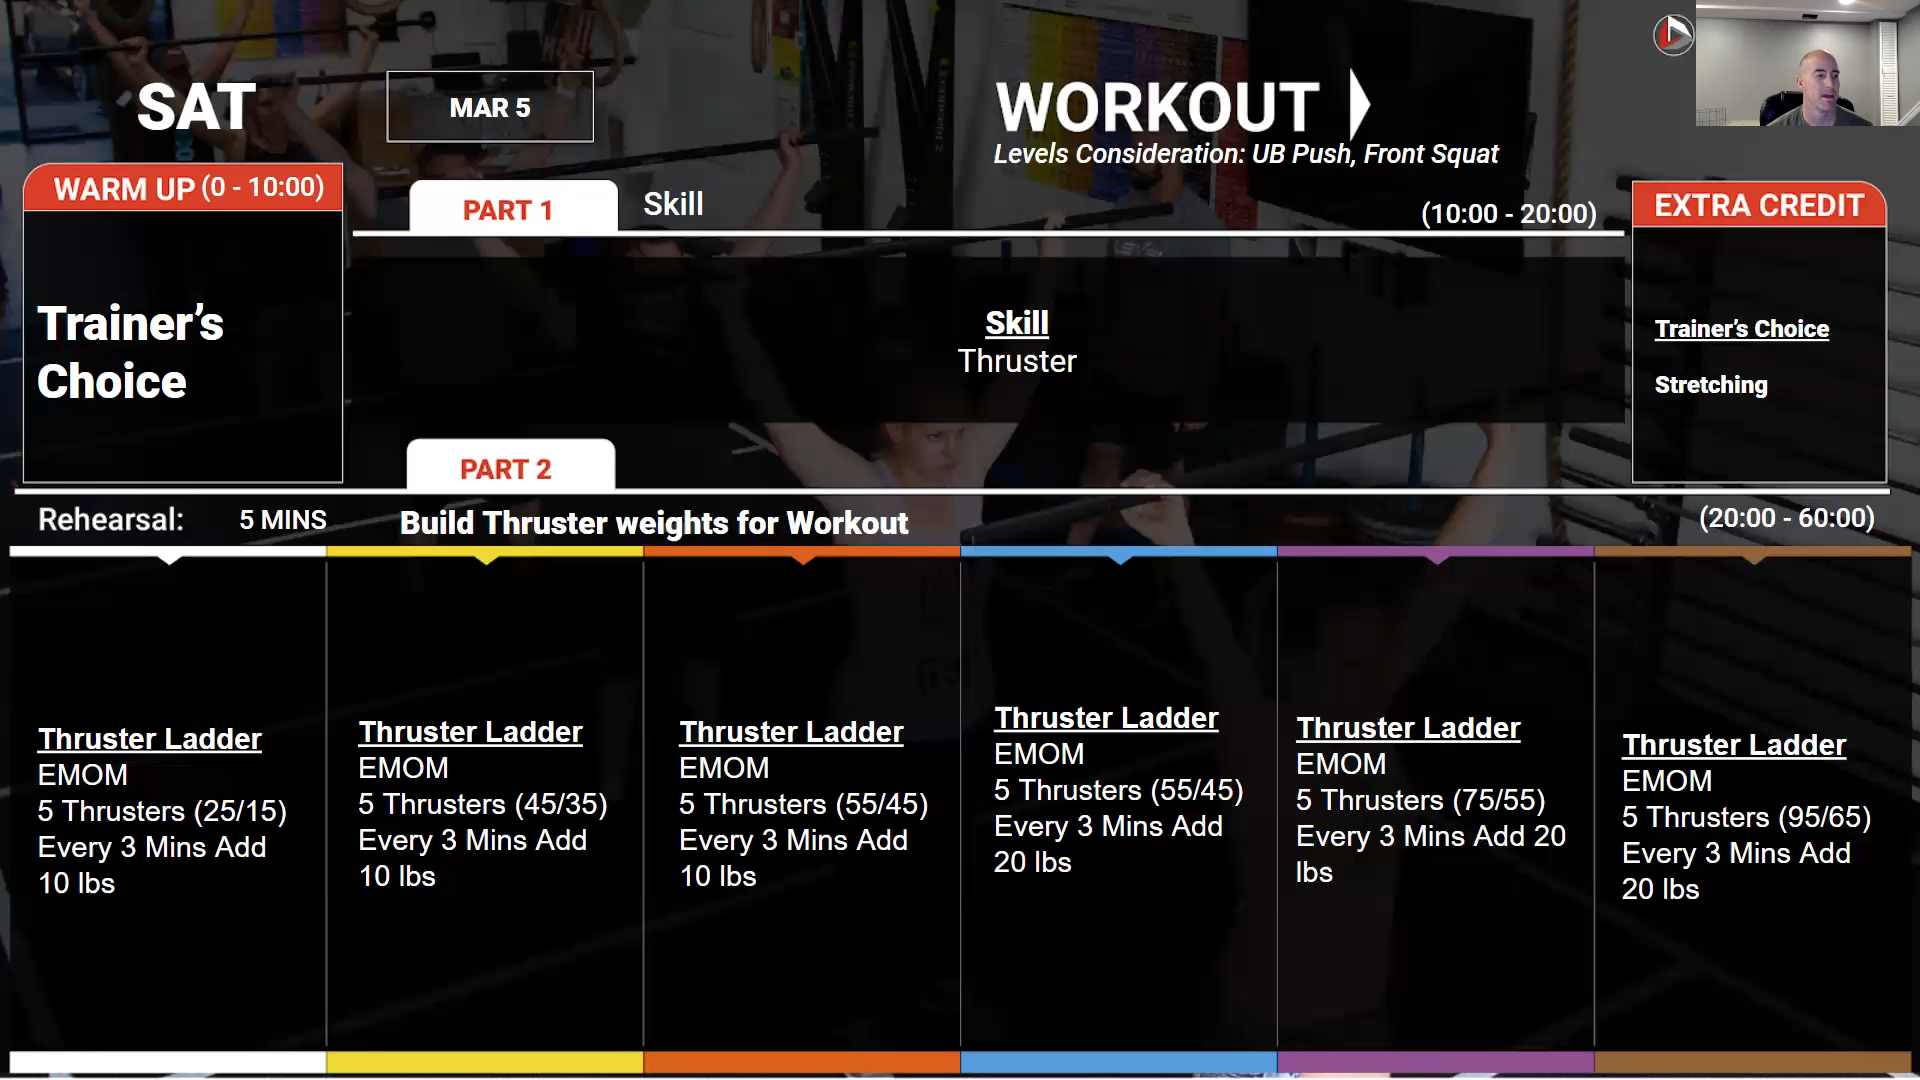 SAT
MAR 5
WORKOUT
Levels Consideration: UB Push, Front Squat
WARM UP (0 - 10:00)
Trainer's
Choice
PART 1
Skill
(10:00 - 20:00)
Skill
Thruster
EXTRA CREDIT
Trainer's Choice
Stretching
PART 2
Rehearsal: 5 MINS
Build Thruster weights for Workout
(20:00 - 60:00)
Thruster Ladder
EMOM
5 Thrusters (25/15)
Every 3 Mins Add
10 lbs
Thruster Ladder
EMOM
5 Thrusters (45/35)
Every 3 Mins Add
10 lbs
Thruster Ladder
EMOM
5 Thrusters (55/45)
Every 3 Mins Add
10 lbs
Thruster Ladder
EMOM
5 Thrusters (55/45)
Every 3 Mins Add
20 lbs
Thruster Ladder
EMOM
5 Thrusters (75/55)
Every 3 Mins Add 20
lbs
Thruster Ladder
EMOM
5 Thrusters (95/65)
Every 3 Mins Add
20 lbs